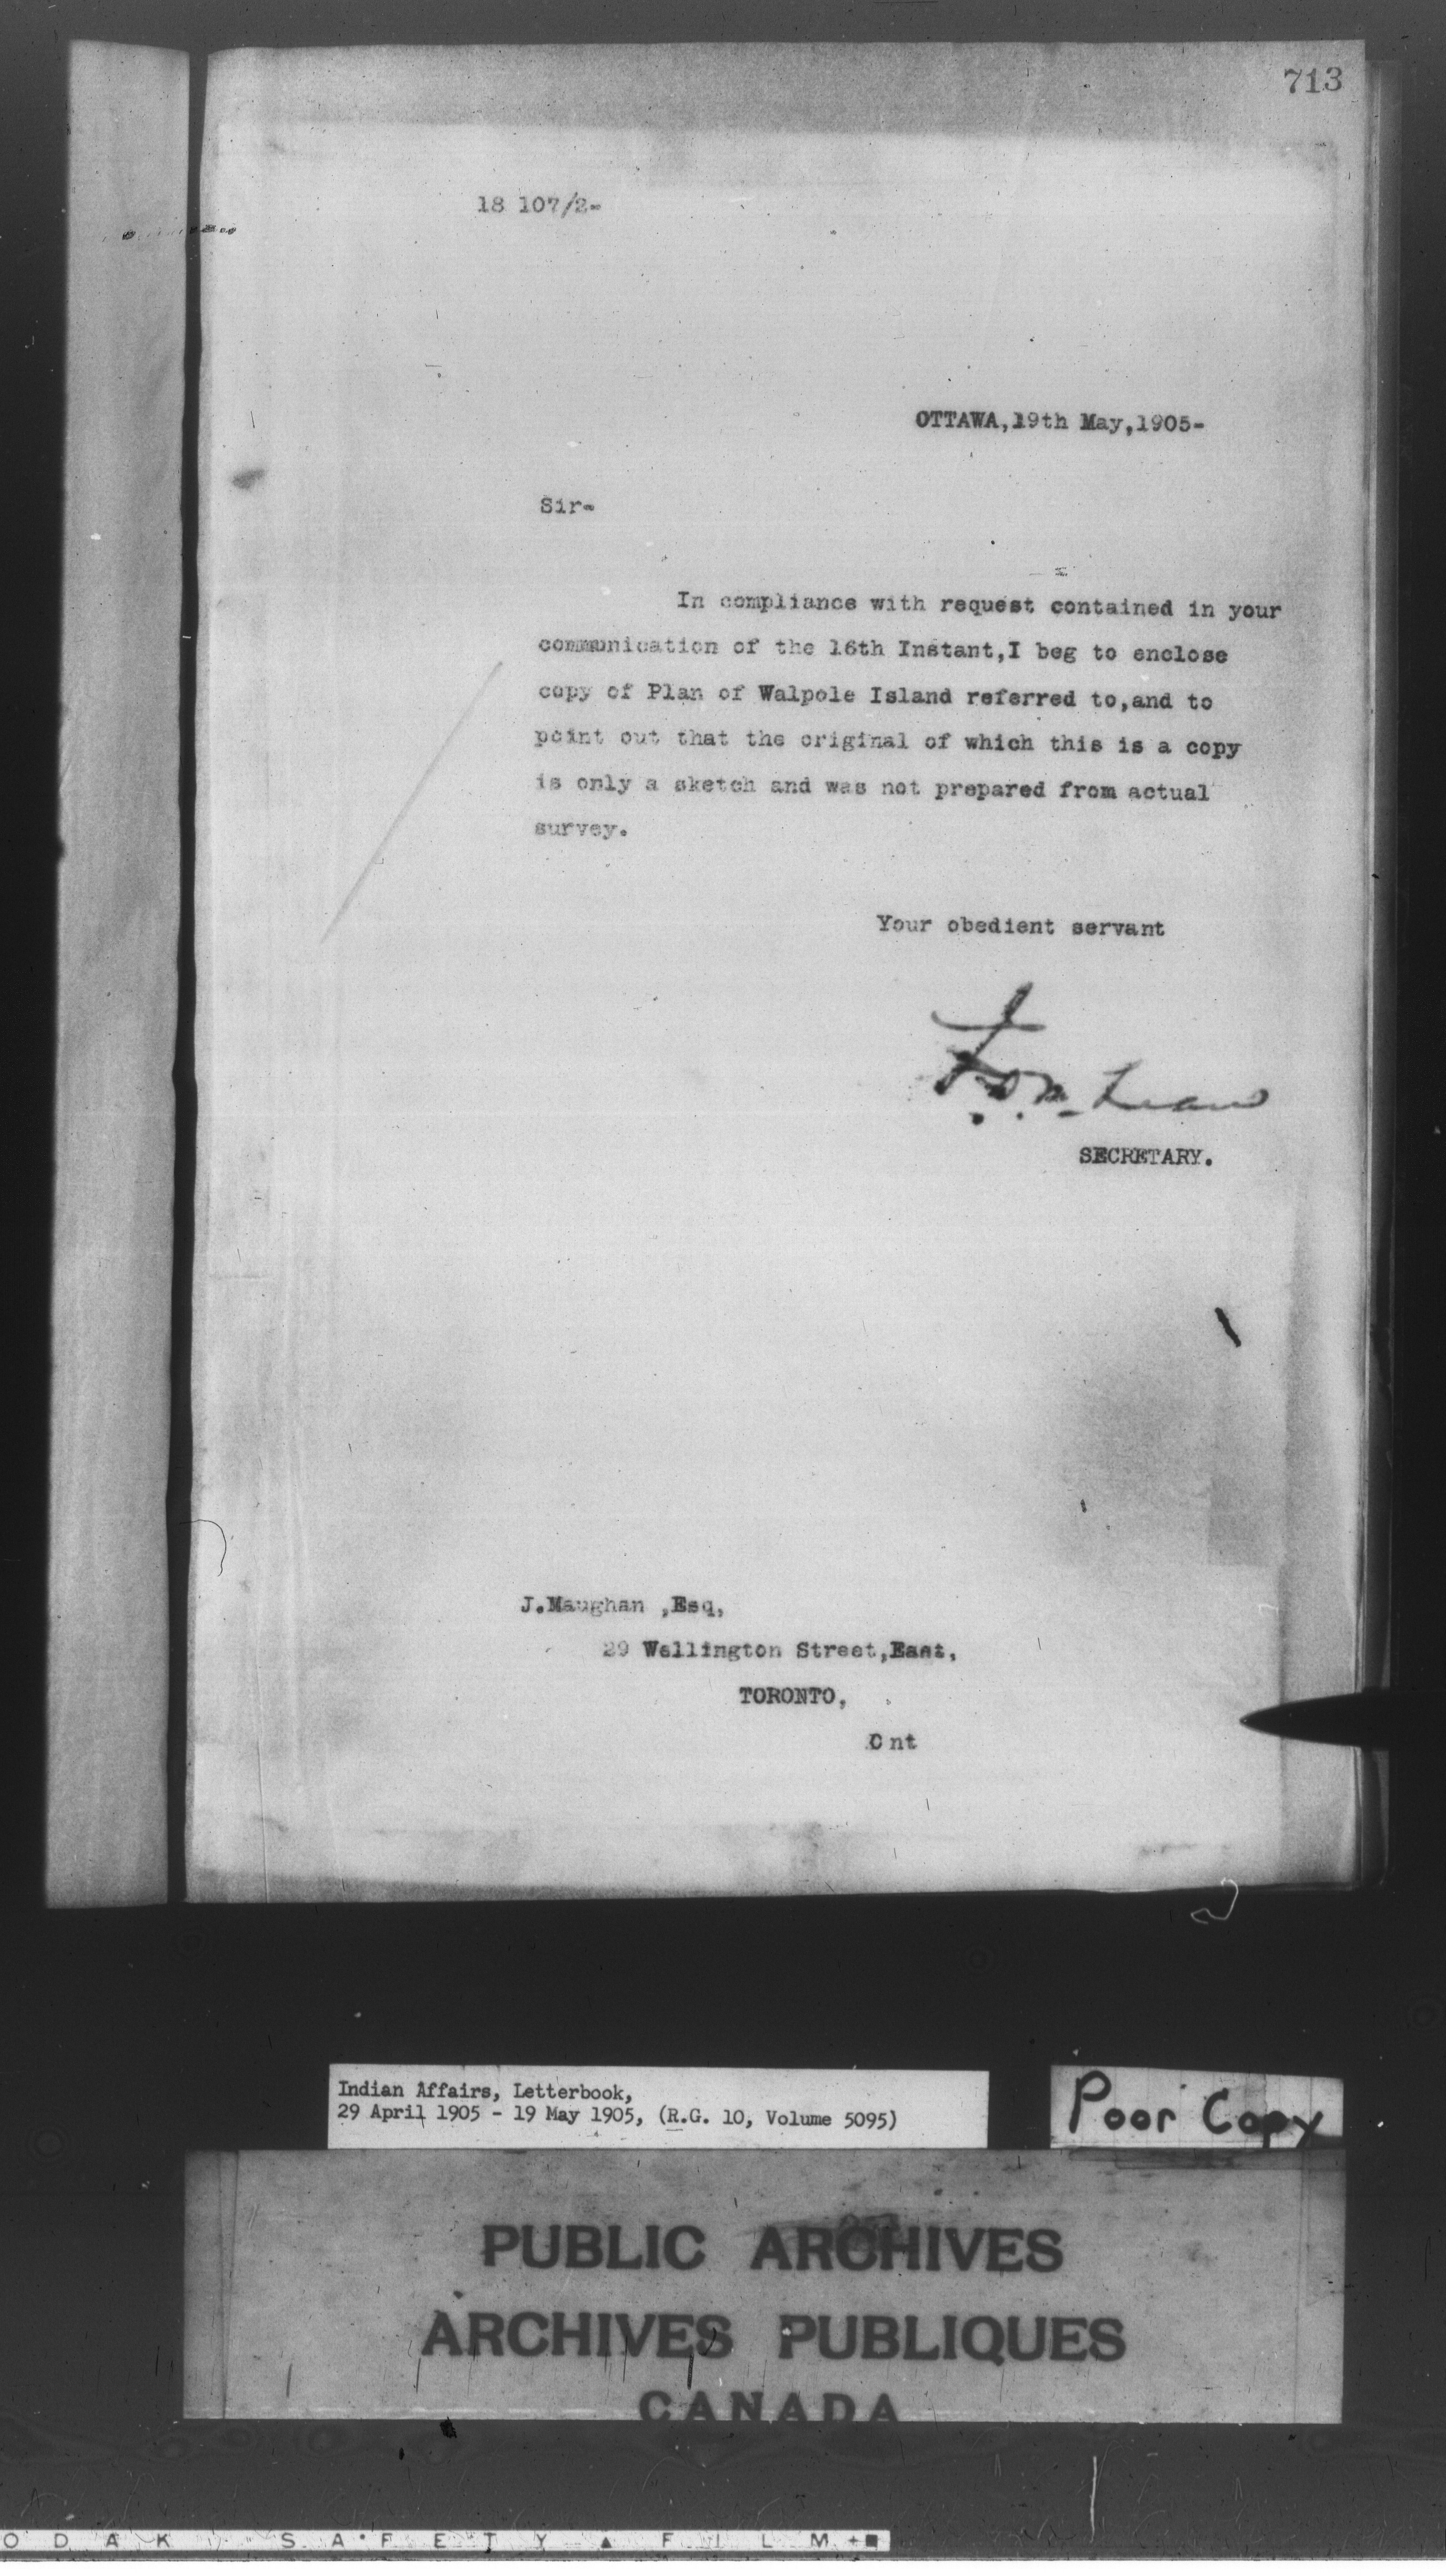 713
18 107/2-
OTTAWA,19th May,1905-
Sir-
In compliance with request contained in your
communication of the 16th Instant,I beg to enclose
copy of Plan of Walpole Island referred to,and to
point out that the original of which this is a copy
is only a sketch and was not prepared from actual
survey.
Your obedient servant
SECRETARY.
J.Maughan ,Esq,
29 Wellington Street,East,
TORONTO,
Ont
Indian Affairs, Letterbook,
29 April 1905 - 19 May 1905, (R.G. 10, Volume 5095)
Poor Copy
PUBLIC ARCHIVES
ARCHIVES PUBLIQUES
CANADA
ODAK SAFETY ▲ FILM